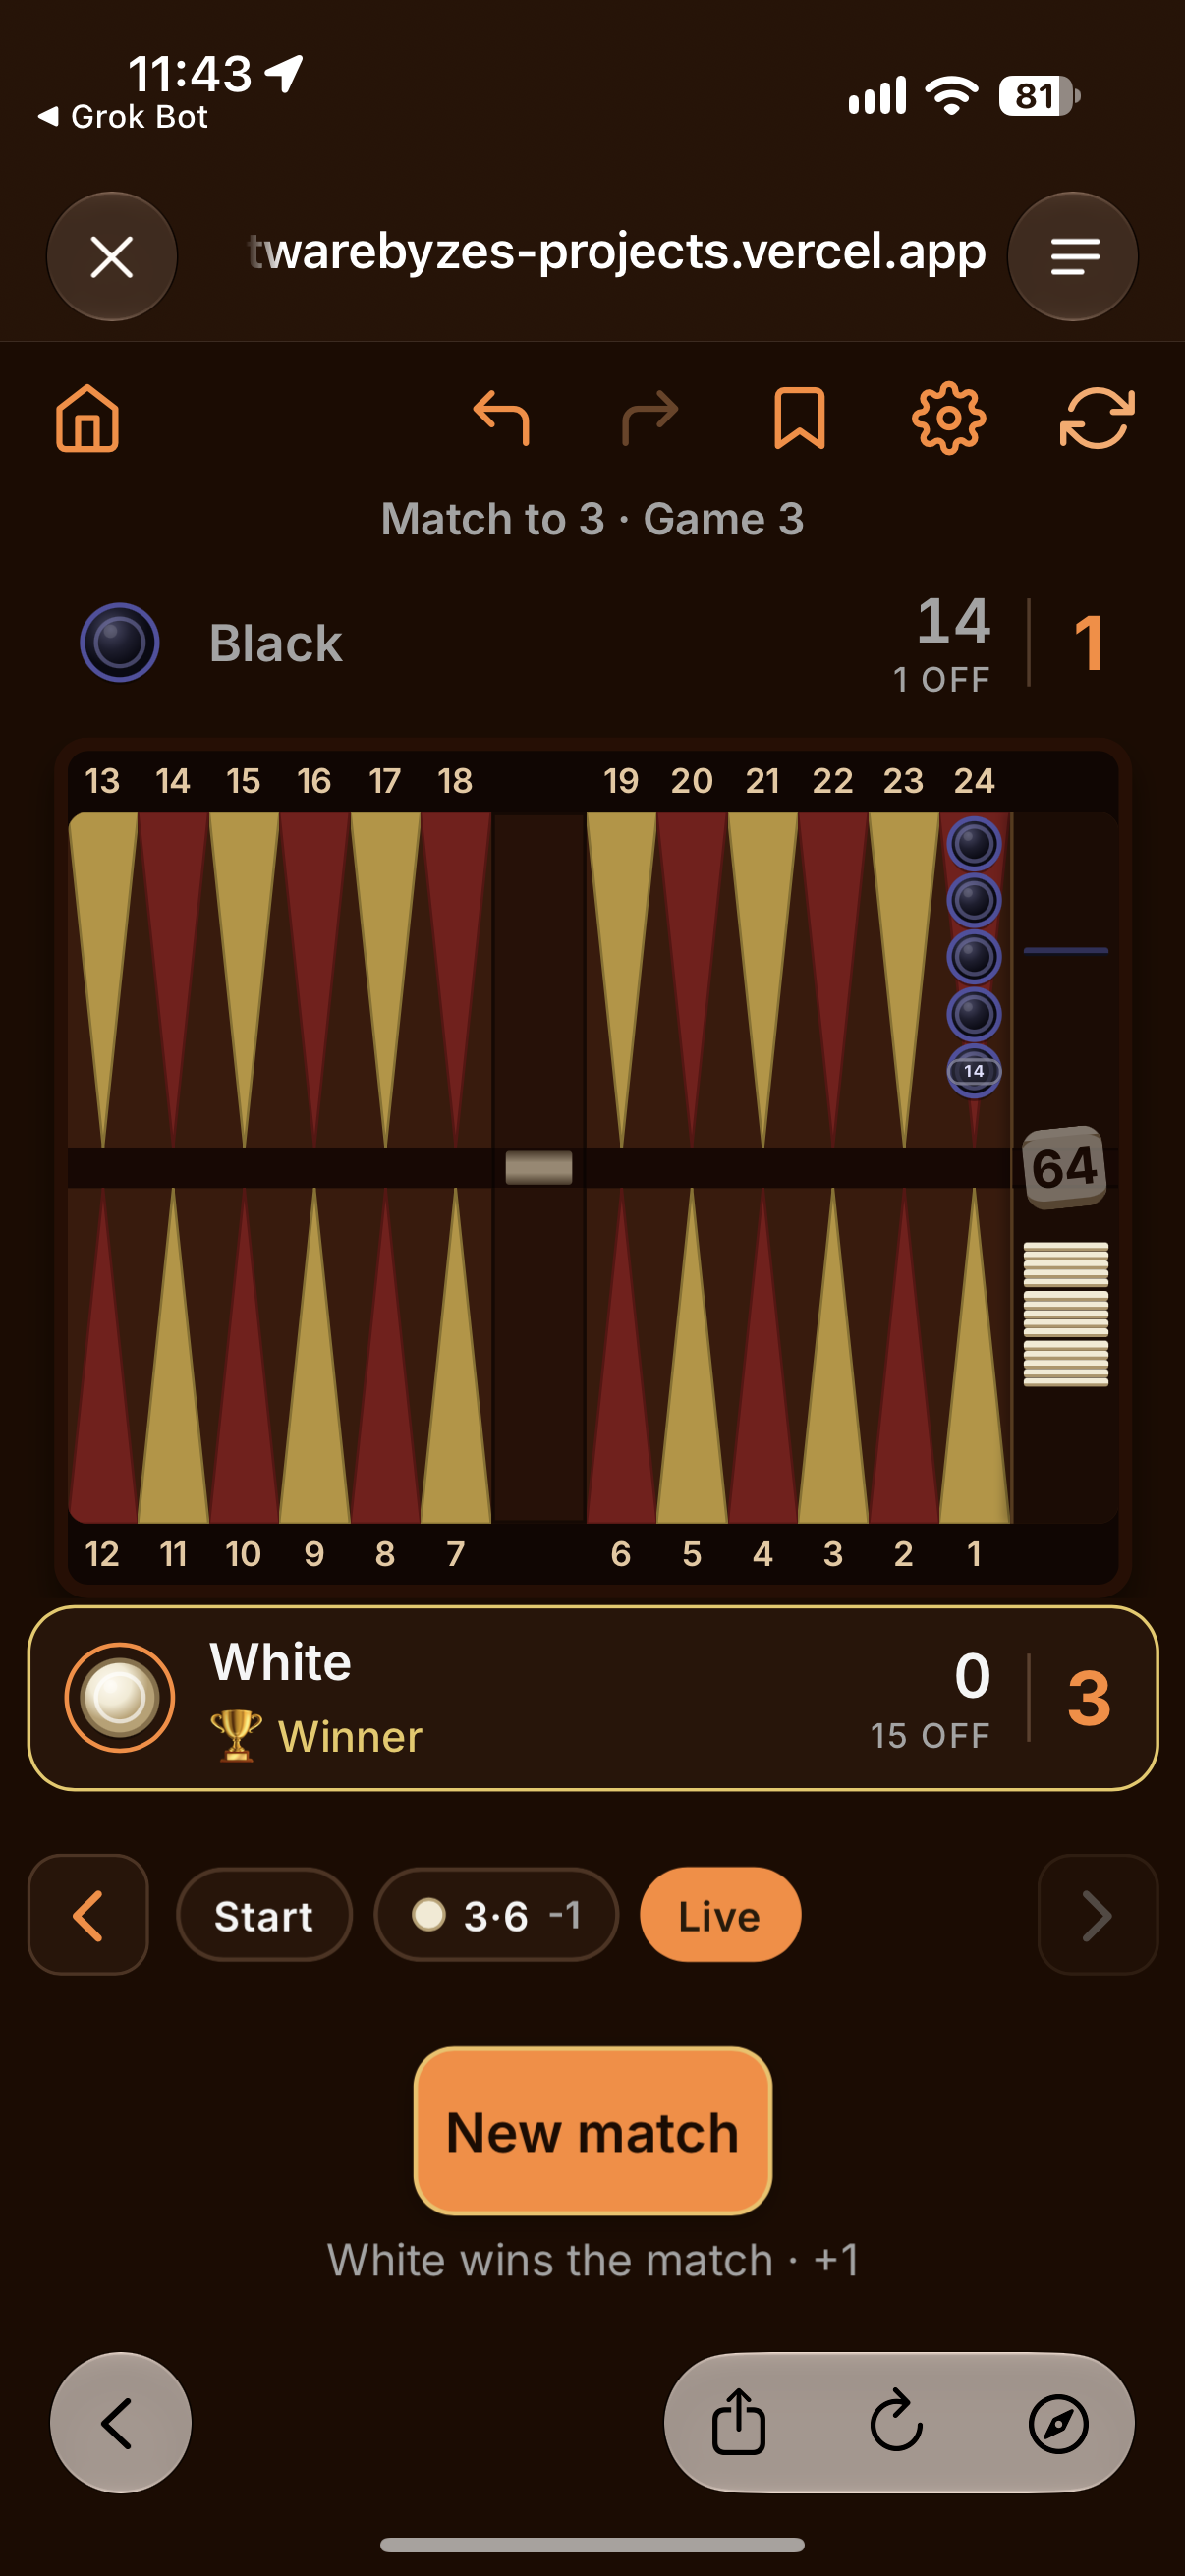 11:43
81
Grok Bot
twarebyzes-projects.vercel.app
Match to 3 · Game 3
Black
14
1 OFF
1
13 14 15 16 17 18 19 20 21 22 23 24
14
64
12 11 10 9 8 7 6 5 4 3 2 1
White
🏆 Winner
0
15 OFF
3
Start
3·6 -1
Live
New match
White wins the match · +1